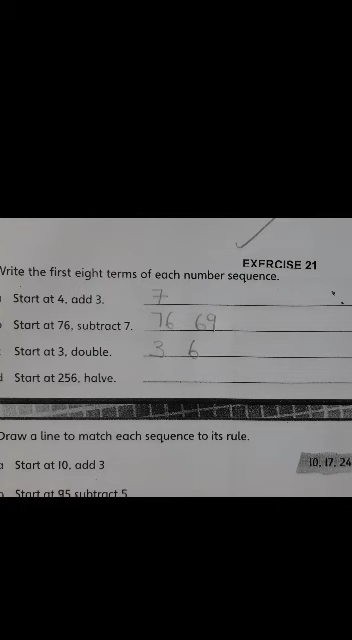 EXERCISE 21
Write the first eight terms of each number sequence.
Start at 4, add 3. 7
Start at 76, subtract 7. 76 69
Start at 3, double. 3 6
d Start at 256, halve.
Draw a line to match each sequence to its rule.
a Start at 10, add 3
10, 17, 24
Start at 95 subtract 5